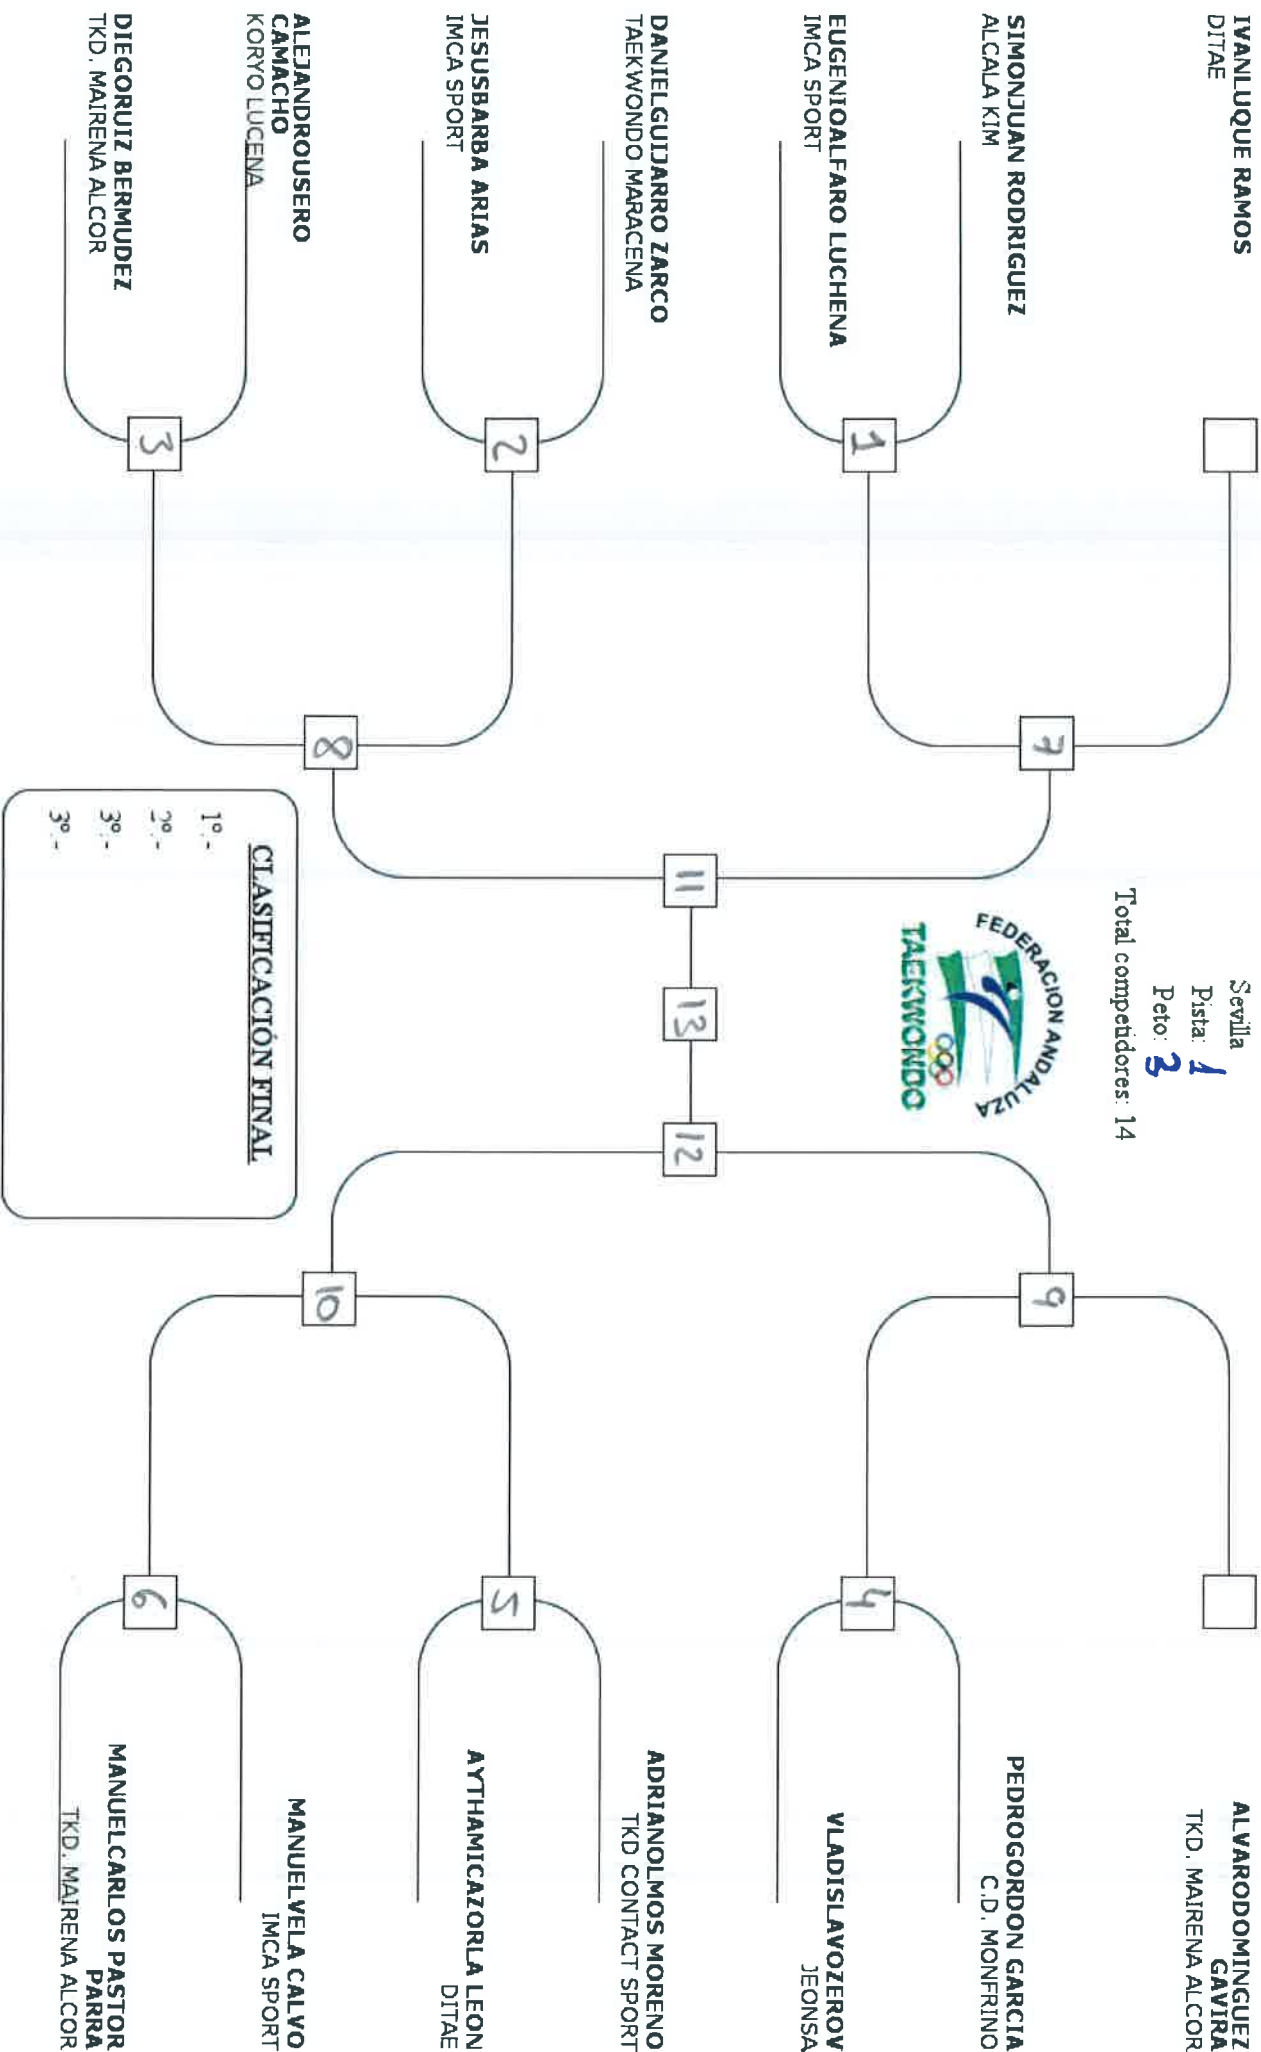 IVANLUQUE RAMOS
DITAE
SIMONJUAN RODRIGUEZ
ALCALA KIM
1
EUGENIOALFARO LUCHENA
IMCA SPORT
7
DANIELGUIJARRO ZARCO
TAEKWONDO MARACENA
2
JESUSBARBA ARIAS
IMCA SPORT
8
ALEJANDROUSERO
CAMACHO
KORYO LUCENA
3
DIEGORUIZ BERMUDEZ
TKD. MAIRENA ALCOR
Sevilla
Pista: 1
Peto: 3
Total competidores: 14
FEDERACION ANDALUZA
TAEKWONDO
11
13
12
CLASIFICACIÓN FINAL
1º.-
2º.-
3º.-
3º.-
ALVARODOMINGUEZ
GAVIRA
TKD. MAIRENA ALCOR
9
PEDROGORDON GARCIA
C.D. MONFRINO
4
VLADISLAVOZEROV
JEONSA
ADRIANOLMOS MORENO
TKD CONTACT SPORT
5
AYTHAMICAZORLA LEON
DITAE
10
MANUELVELA CALVO
IMCA SPORT
6
MANUELCARLOS PASTOR
PARRA
TKD. MAIRENA ALCOR